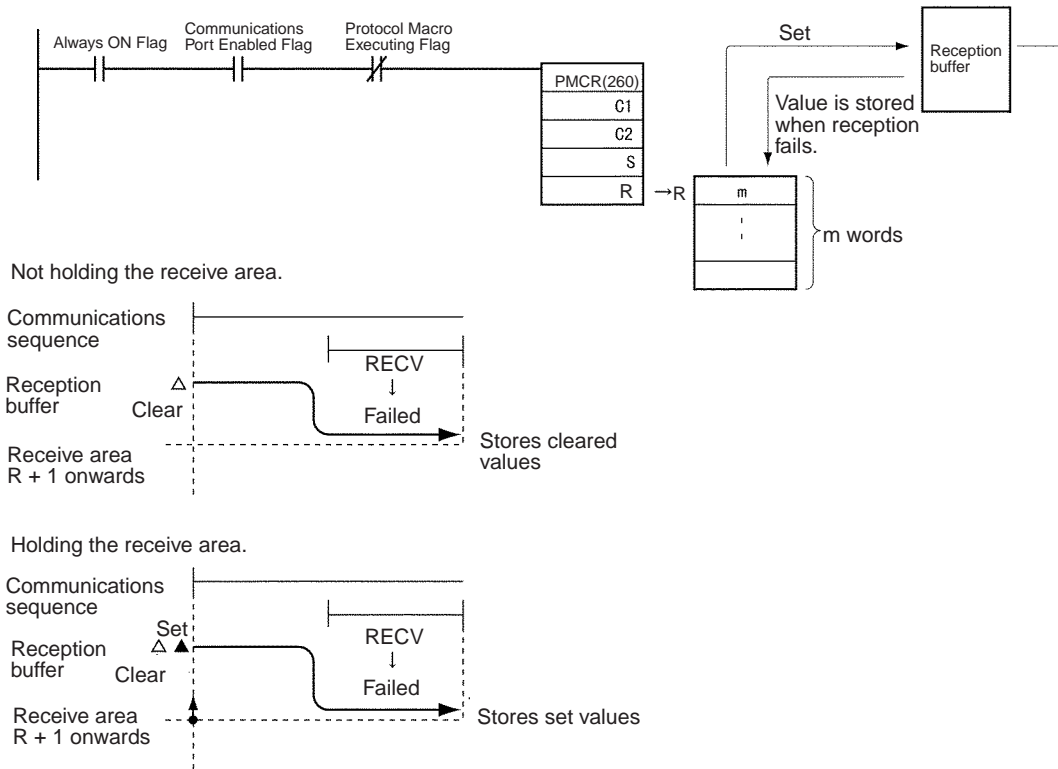 Always ON Flag
Communications
Port Enabled Flag
Protocol Macro
Executing Flag
PMCR(260)
C1
C2
S
R
→R
m
m words
Set
Reception
buffer
Value is stored
when reception
fails.
Not holding the receive area.
Communications
sequence
RECV
↓
Failed
Reception
buffer
△
Clear
Stores cleared
values
Receive area
R + 1 onwards
Holding the receive area.
Communications
sequence
RECV
↓
Failed
Set
Reception
buffer
△ ▲
Clear
Stores set values
Receive area
R + 1 onwards